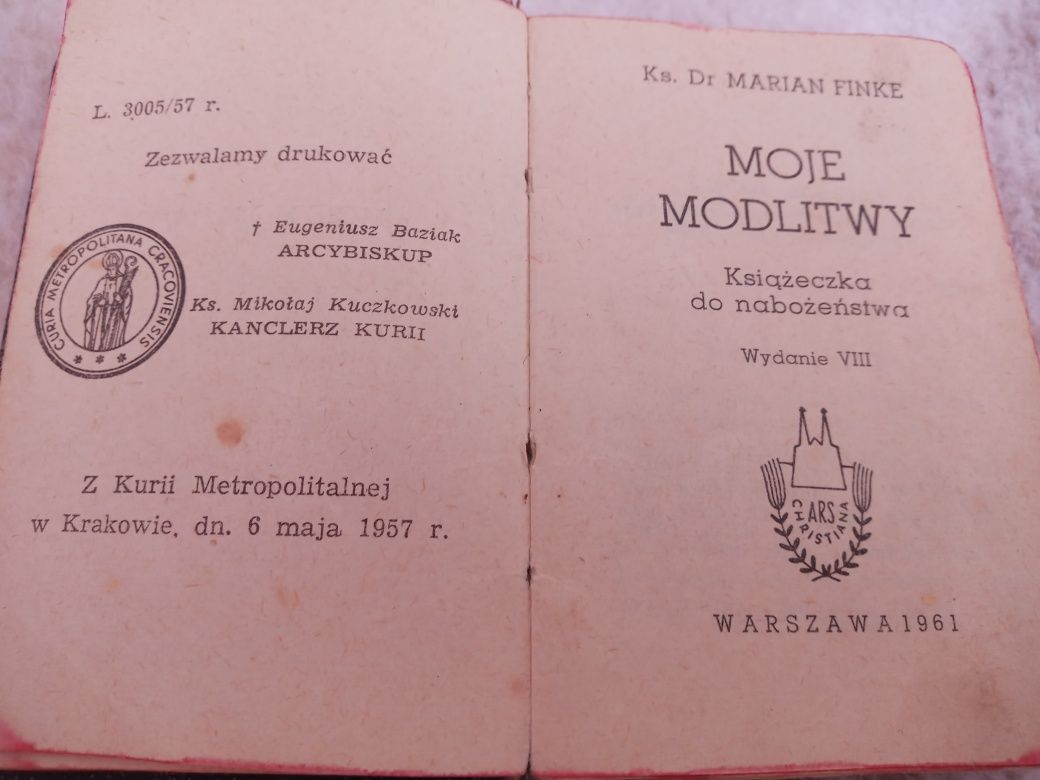 L. 3005/57 r.
Zezwalamy drukować
† Eugeniusz Baziak
ARCYBISKUP
Ks. Mikołaj Kuczkowski
KANCLERZ KURII
CURIA METROPOLITANA CRACOVIENSIS
Z Kurii Metropolitalnej
w Krakowie, dn. 6 maja 1957 r.
Ks. Dr MARIAN FINKE
MOJE
MODLITWY
Książeczka
do nabożeństwa
Wydanie VIII
ARS
CHRISTIANA
WARSZAWA 1961